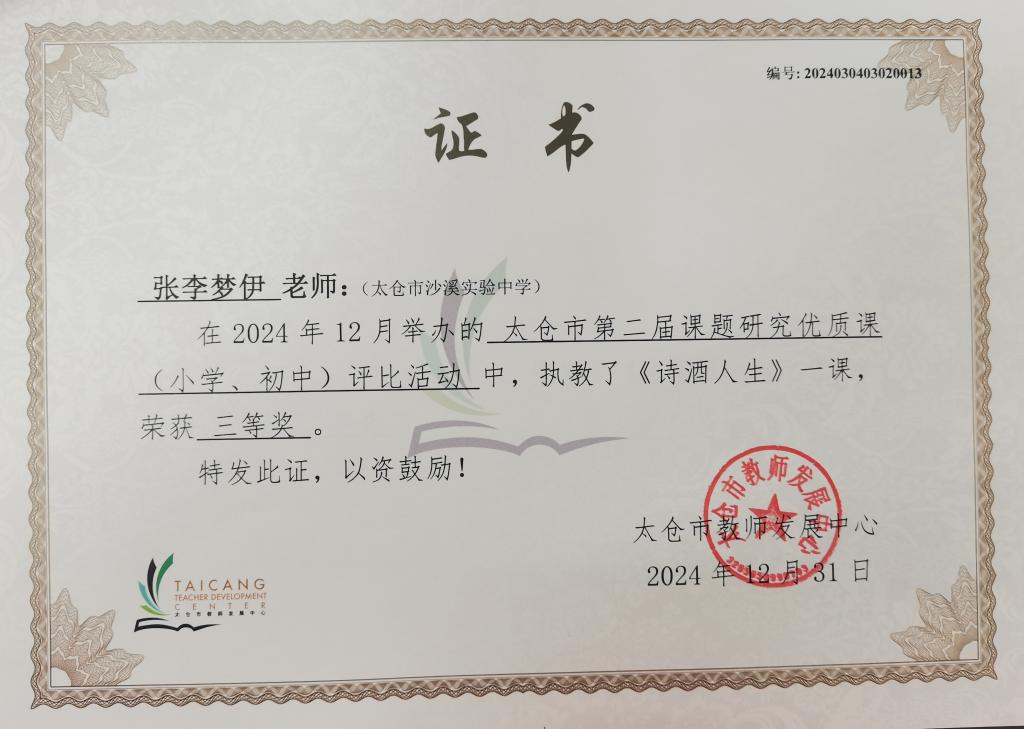 编号: 2024030403020013
证 书
张李梦伊 老师：（太仓市沙溪实验中学）
在 2024 年 12 月举办的 太仓市第二届课题研究优质课
（小学、初中）评比活动 中，执教了《诗酒人生》一课，
荣获 三等奖 。
特发此证，以资鼓励！
太仓市教师发展中心
太仓市教师发展中心
2024 年 12 月 31 日
TAICANG
TEACHER DEVELOPMENT
CENTER
太仓市教师发展中心